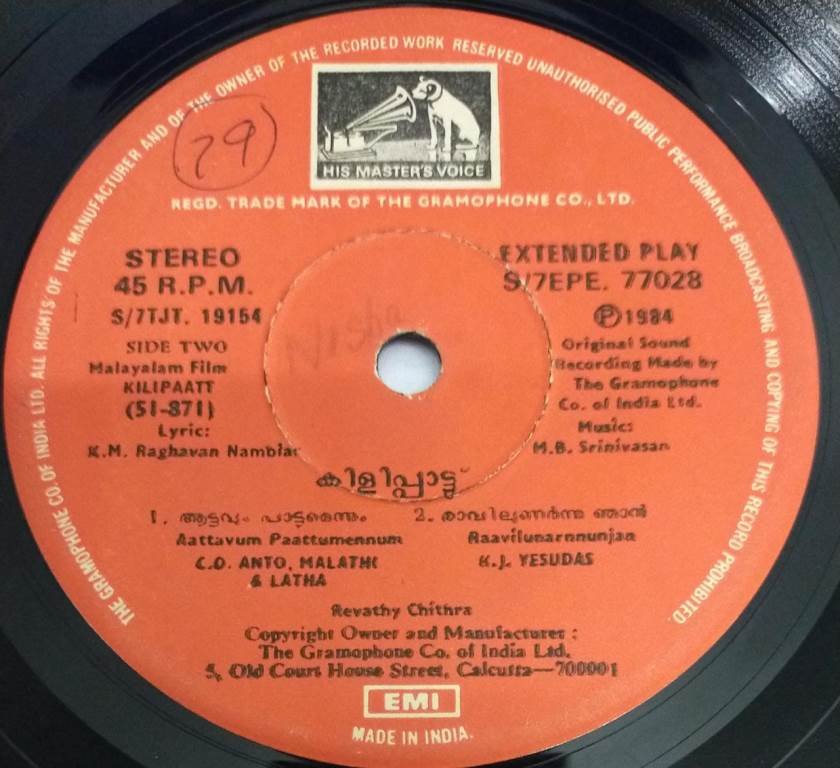 THE GRAMOPHONE CO. OF INDIA LTD. ALL RIGHTS OF THE MANUFACTURER AND OF THE OWNER OF THE RECORDED WORK RESERVED UNAUTHORISED PUBLIC PERFORMANCE BROADCASTING AND COPYING OF THIS RECORD PROHIBITED.
29
HIS MASTER'S VOICE
REGD. TRADE MARK OF THE GRAMOPHONE CO., LTD.
STEREO
45 R.P.M.
S/7TJT. 19154
SIDE TWO
Malayalam Film
KILIPAATT
(51-871)
Lyric:
K.M. Raghavan Nambiar
EXTENDED PLAY
S/7EPE. 77028
Ⓟ1984
Original Sound
Recording Made by
The Gramophone
Co. of India Ltd.
Music:
M.B. Srinivasan
കിളിപ്പാട്ട്
1. ആട്ടവും പാട്ടുമെന്നും
Aattavum Paattumennum
C.O. ANTO, MALATHI
& LATHA
2. രാവിലുണർന്നു ഞാൻ
Raavilunarnnunjaa
K.J. YESUDAS
Revathy Chithra
Copyright Owner and Manufacturer :
The Gramophone Co. of India Ltd.
5, Old Court House Street, Calcutta—700001
EMI
MADE IN INDIA.